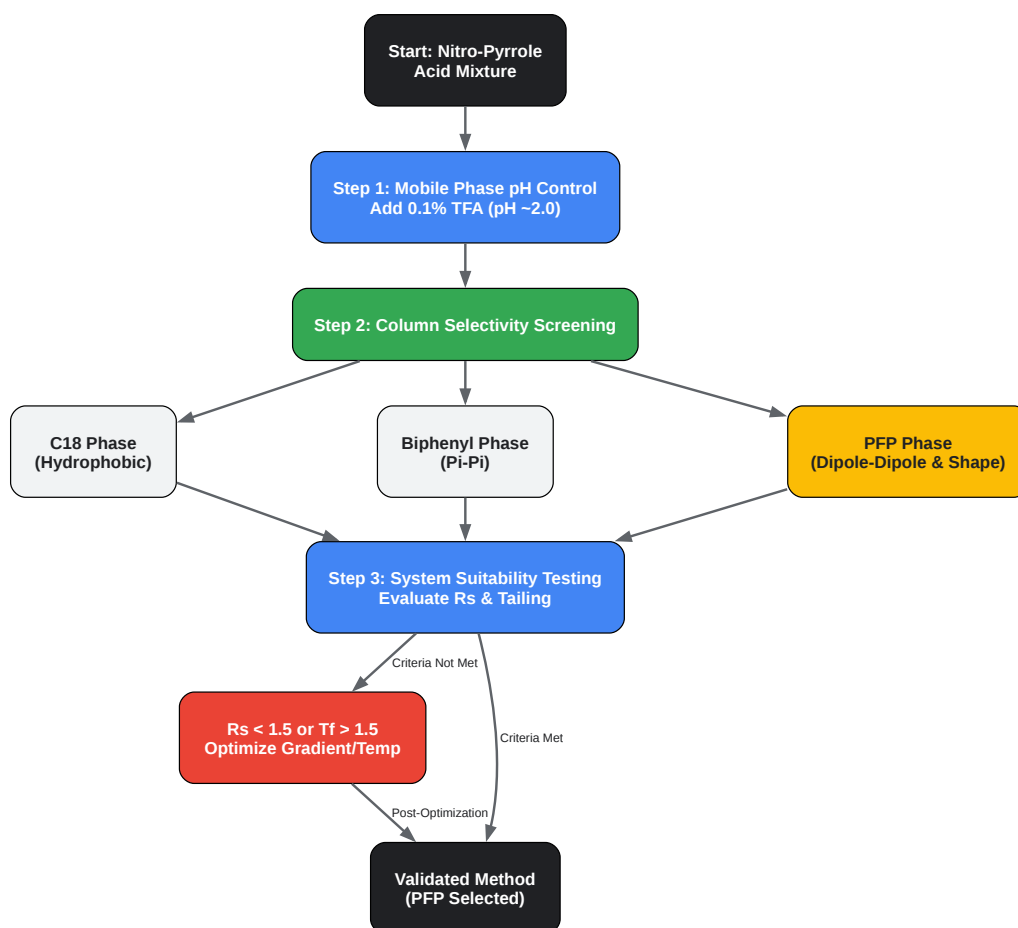 Start: Nitro-Pyrrole
Acid Mixture
Step 1: Mobile Phase pH Control
Add 0.1% TFA (pH ~2.0)
Step 2: Column Selectivity Screening
C18 Phase
(Hydrophobic)
Biphenyl Phase
(Pi-Pi)
PFP Phase
(Dipole-Dipole & Shape)
Step 3: System Suitability Testing
Evaluate Rs & Tailing
Criteria Not Met
Rs < 1.5 or Tf > 1.5
Optimize Gradient/Temp
Criteria Met
Post-Optimization
Validated Method
(PFP Selected)